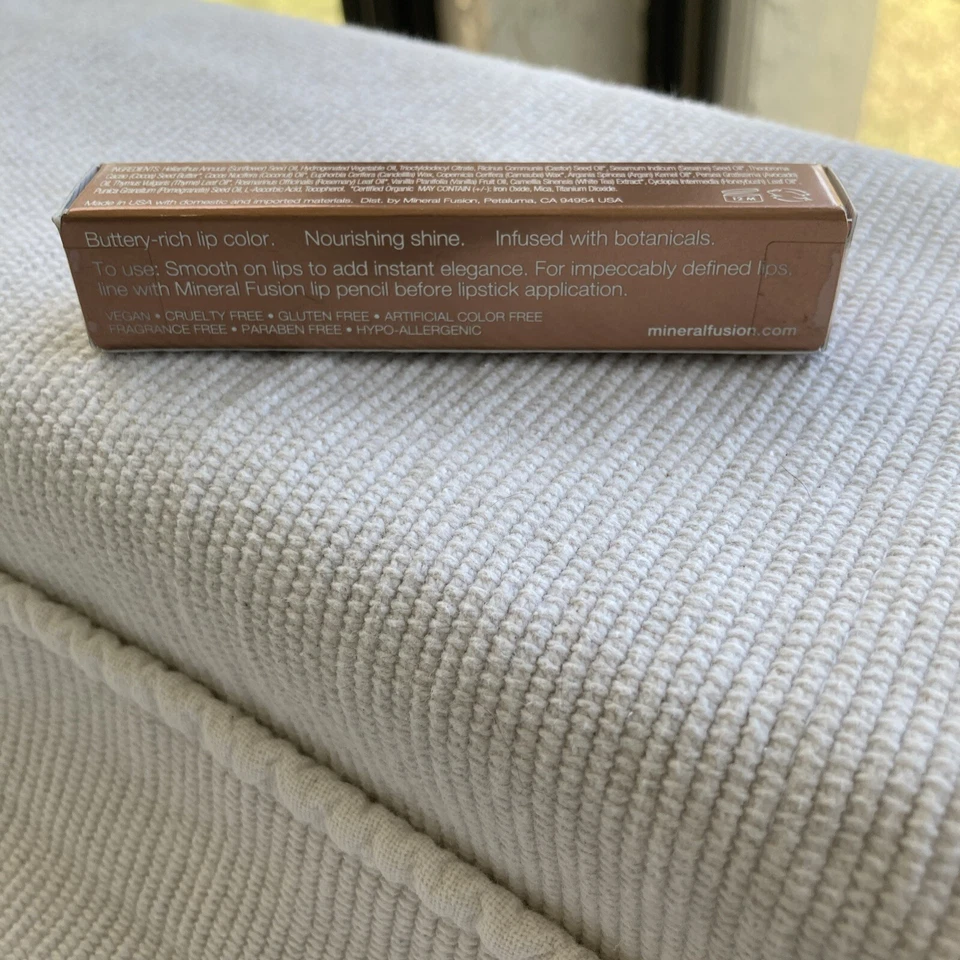 INGREDIENTS: Helianthus Annuus (Sunflower) Seed Oil, Hydrogenated Vegetable Oil, Triisostearyl Citrate, Ricinus Communis (Castor) Seed Oil*, Sesamum Indicum (Sesame) Seed Oil*, Theobroma
Cacao (Cocoa) Seed Butter*, Cocos Nucifera (Coconut) Oil*, Euphorbia Cerifera (Candelilla) Wax, Copernicia Cerifera (Carnauba) Wax*, Argania Spinosa (Argan) Kernel Oil*, Persea Gratissima (Avocado)
Oil, Thymus Vulgaris (Thyme) Leaf Oil*, Rosmarinus Officinalis (Rosemary) Leaf Oil*, Vanilla Planifolia (Vanilla) Fruit Oil, Camellia Sinensis (White Tea) Leaf Extract*, Cyclopia Intermedia (Honeybush) Leaf Oil*,
Punica Granatum (Pomegranate) Seed Oil, L-Ascorbic Acid, Tocopherol. *Certified Organic MAY CONTAIN (+/-): Iron Oxide, Mica, Titanium Dioxide.
Made in USA with domestic and imported materials. Dist. by Mineral Fusion, Petaluma, CA 94954 USA
12 M
Buttery-rich lip color. Nourishing shine. Infused with botanicals.
To use: Smooth on lips to add instant elegance. For impeccably defined lips,
line with Mineral Fusion lip pencil before lipstick application.
VEGAN • CRUELTY FREE • GLUTEN FREE • ARTIFICIAL COLOR FREE
FRAGRANCE FREE • PARABEN FREE • HYPO-ALLERGENIC
mineralfusion.com